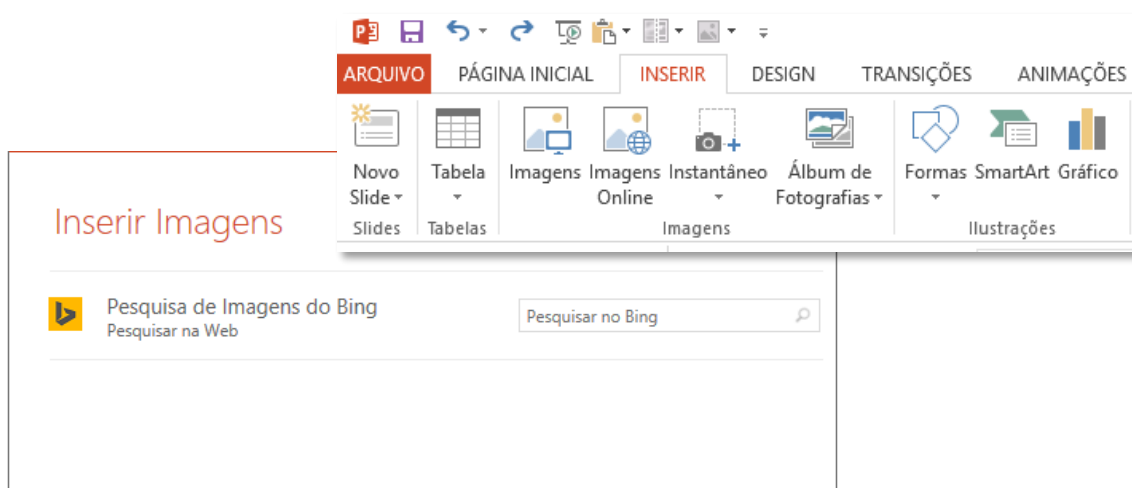 ARQUIVO PÁGINA INICIAL INSERIR DESIGN TRANSIÇÕES ANIMAÇÕES
Novo Tabela Imagens Imagens Instantâneo Álbum de Formas SmartArt Gráfico
Slide Online Fotografias
Slides Tabelas Imagens Ilustrações
Inserir Imagens
Pesquisa de Imagens do Bing
Pesquisar na Web
Pesquisar no Bing